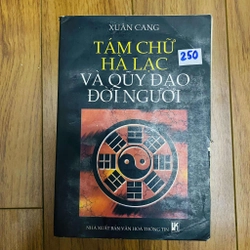 XUÂN CANG
TÁM CHỮ
HÀ LẠC
VÀ QUỸ ĐẠO
ĐỜI NGƯỜI
250
NHÀ XUẤT BẢN VĂN HÓA THÔNG TIN